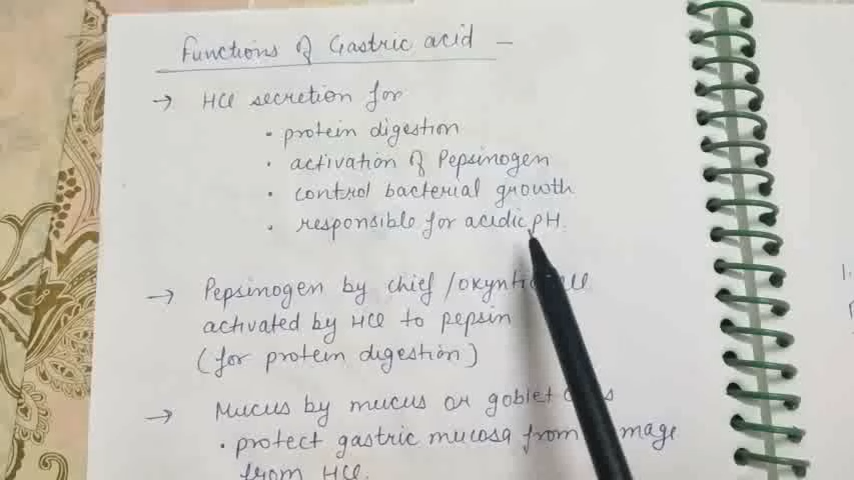 Functions of Gastric acid –
→ HCl secretion for
• protein digestion
• activation of Pepsinogen
• control bacterial growth
• responsible for acidic pH.
→ Pepsinogen by chief /
activated by HCl to pepsin
(for protein digestion)
→ Mucus by mucus or goblet
• protect gastric mucosa from
from HCl.